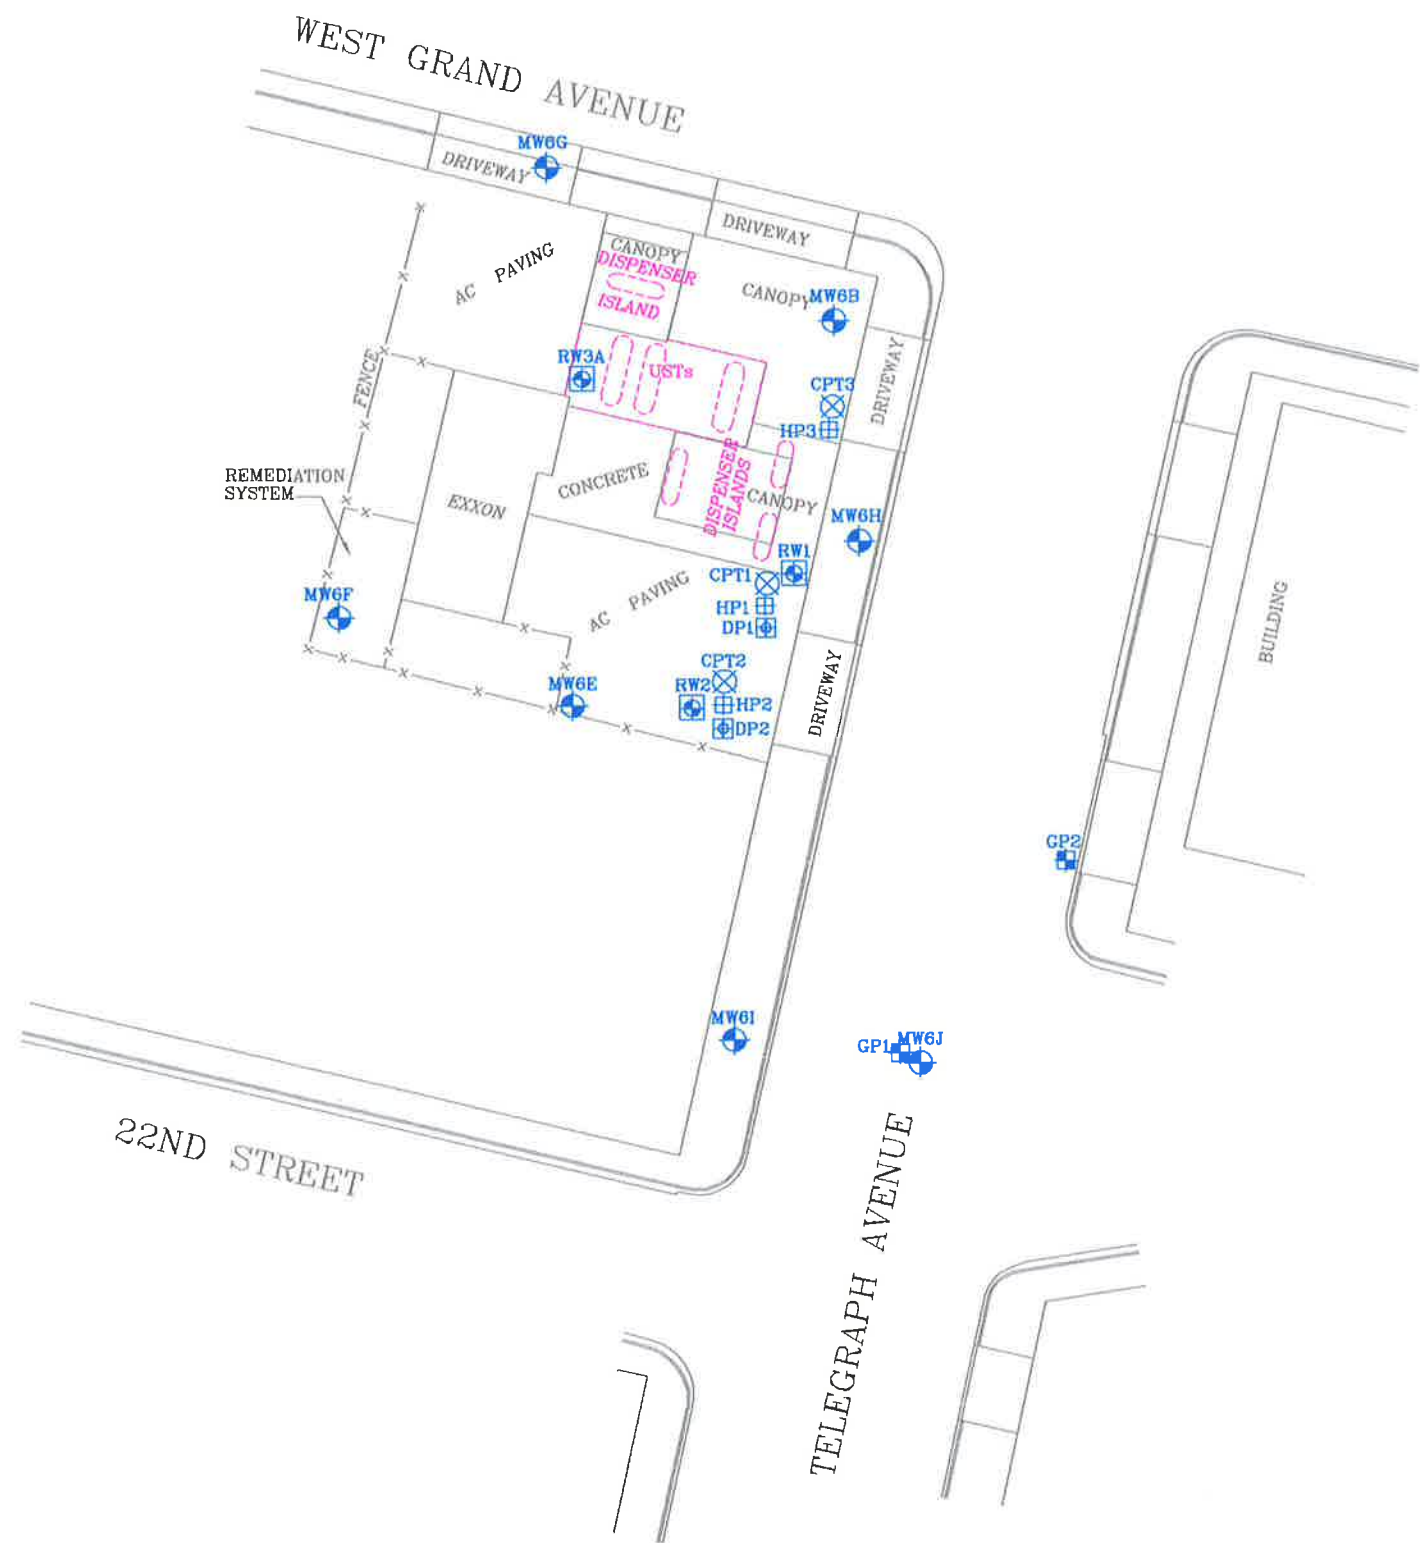 WEST GRAND AVENUE
MW6G
DRIVEWAY
DRIVEWAY
AC PAVING
CANOPY
DISPENSER
ISLAND
CANOPY
MW6B
RW3A
USTs
FENCE
CPT3
HP3
DRIVEWAY
REMEDIATION
SYSTEM
EXXON
CONCRETE
DISPENSER
ISLANDS
CANOPY
MW6H
RW1
CPT1
HP1
DP1
AC PAVING
MW6F
BUILDING
CPT2
RW2
HP2
DP2
MW6E
DRIVEWAY
GP2
MW6I
GP1
MW6J
22ND STREET
TELEGRAPH AVENUE